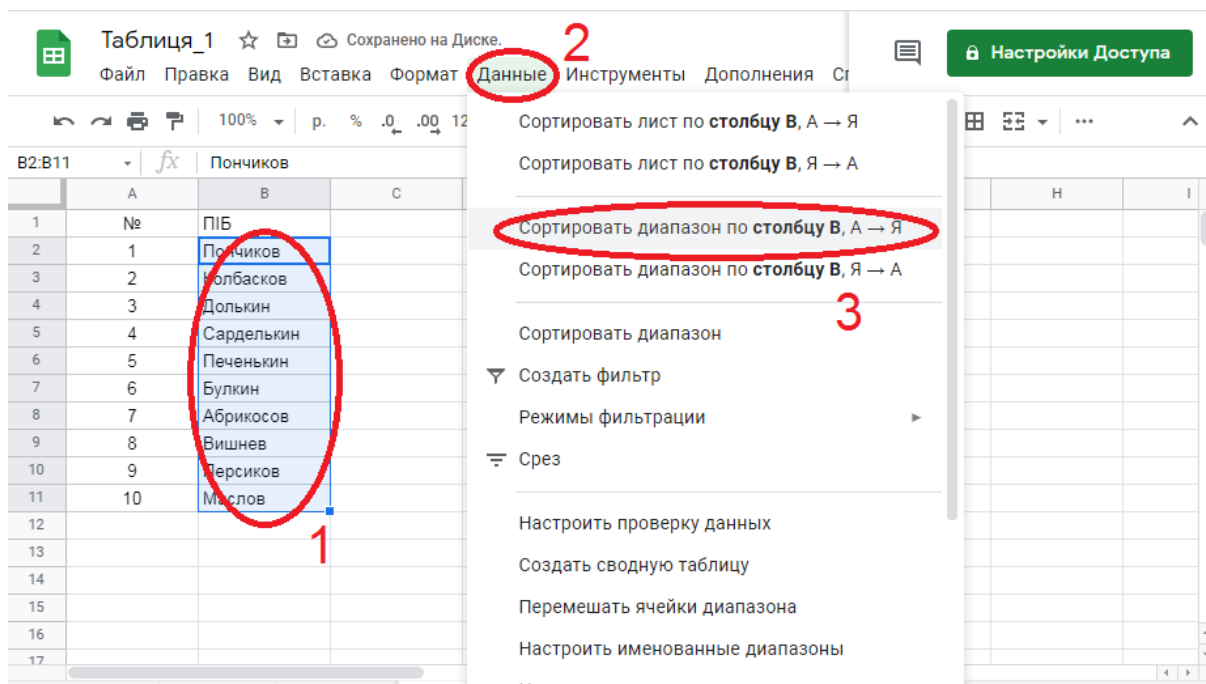 Таблиця_1 Сохранено на Диске.
2
Файл Правка Вид Вставка Формат Данные Инструменты Дополнения
Настройки Доступа
100% р. % .0 .00 12
B2:B11 fx Пончиков
A B C H I
1 № ПІБ
2 1 Пончиков
3 2 Колбасков
4 3 Долькин
5 4 Сарделькин
6 5 Печенькин
7 6 Булкин
8 7 Абрикосов
9 8 Вишнев
10 9 Персиков
11 10 Маслов
12
13
14
15
16
17
1
Сортировать лист по столбцу B, А → Я
Сортировать лист по столбцу B, Я → А
Сортировать диапазон по столбцу B, А → Я
Сортировать диапазон по столбцу B, Я → А
3
Сортировать диапазон
Создать фильтр
Режимы фильтрации
Срез
Настроить проверку данных
Создать сводную таблицу
Перемешать ячейки диапазона
Настроить именованные диапазоны